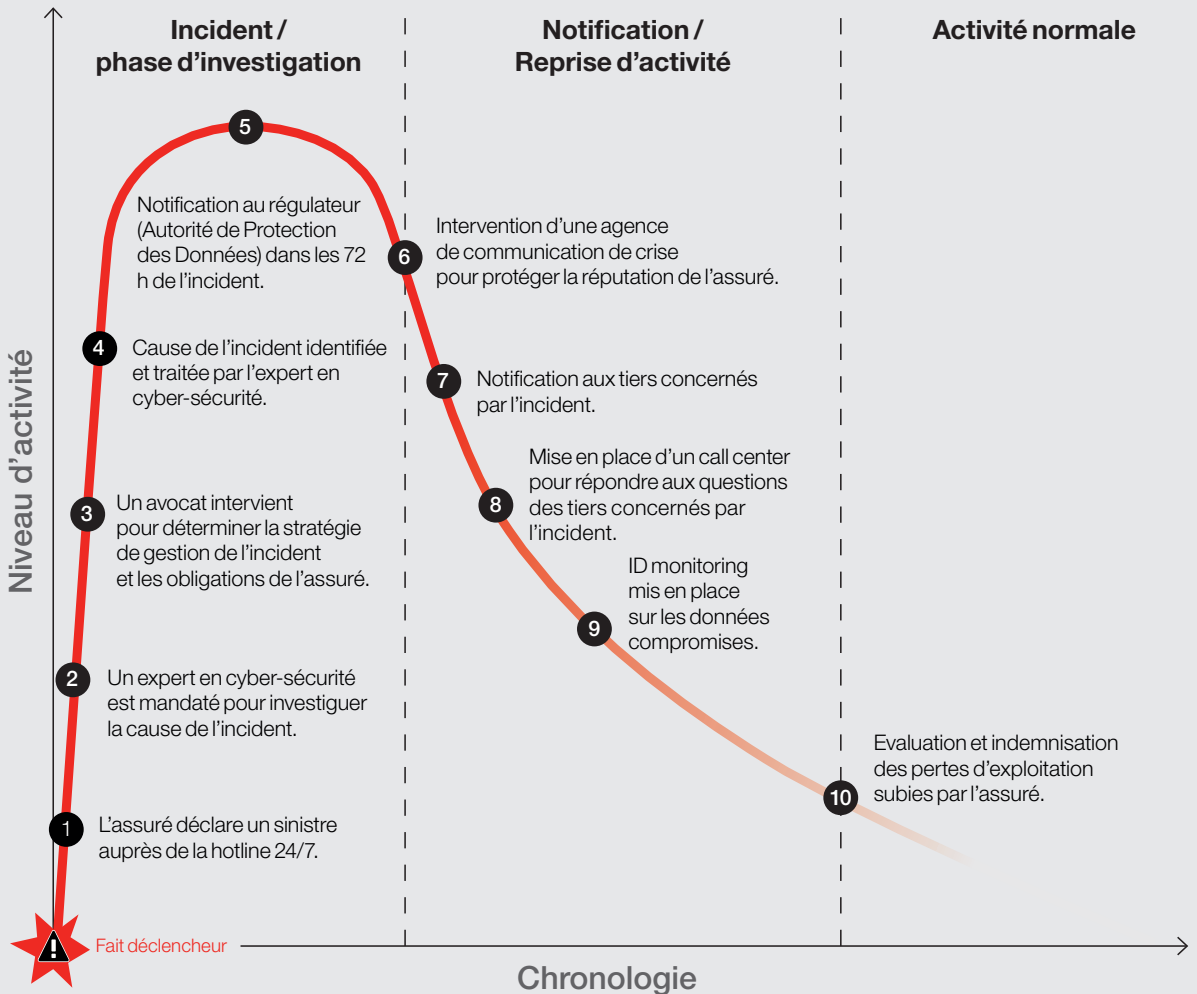 Incident /
phase d'investigation
Notification /
Reprise d'activité
Activité normale
5
Notification au régulateur
(Autorité de Protection
des Données) dans les 72
h de l'incident.
6
Intervention d'une agence
de communication de crise
pour protéger la réputation de l'assuré.
4
Cause de l'incident identifiée
et traitée par l'expert en
cyber-sécurité.
7
Notification aux tiers concernés
par l'incident.
3
Un avocat intervient
pour déterminer la stratégie
de gestion de l'incident
et les obligations de l'assuré.
8
Mise en place d'un call center
pour répondre aux questions
des tiers concernés par
l'incident.
9
ID monitoring
mis en place
sur les données
compromises.
2
Un expert en cyber-sécurité
est mandaté pour investiguer
la cause de l'incident.
10
Evaluation et indemnisation
des pertes d'exploitation
subies par l'assuré.
1
L'assuré déclare un sinistre
auprès de la hotline 24/7.
!
Fait déclencheur
Niveau d'activité
Chronologie